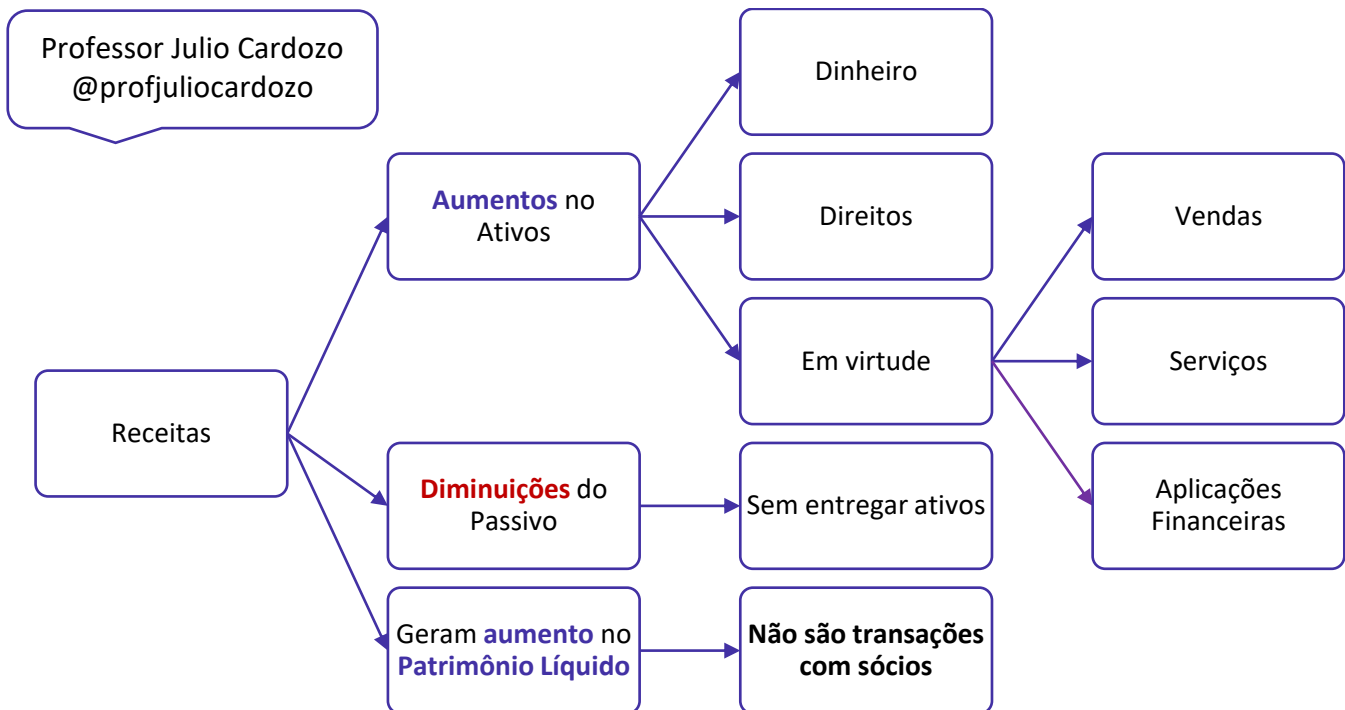 Professor Julio Cardozo
@profjuliocardozo
Receitas
Aumentos no
Ativos
Dinheiro
Direitos
Em virtude
Vendas
Serviços
Aplicações
Financeiras
Diminuições do
Passivo
Sem entregar ativos
Geram aumento no
Patrimônio Líquido
Não são transações
com sócios